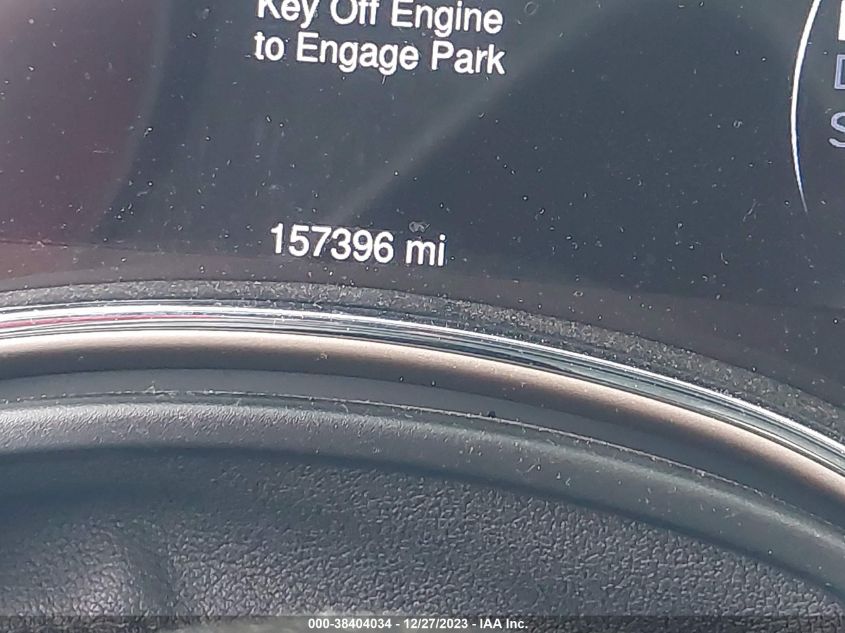 Key Off Engine
to Engage Park
D
S
157396 mi
000-38404034 - 12/27/2023 - IAA Inc.